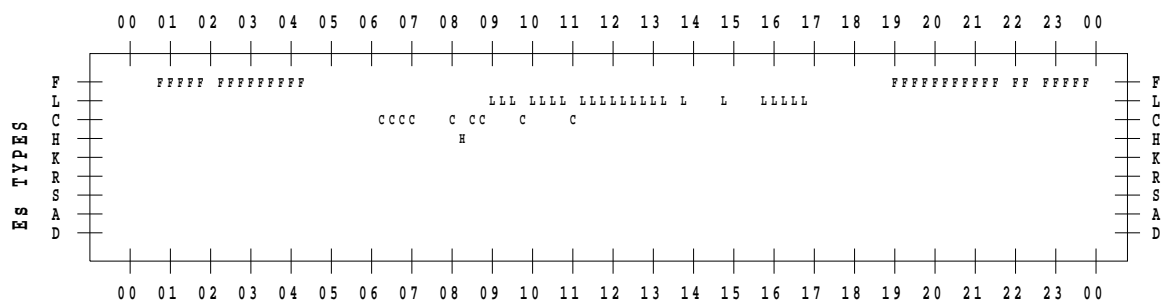 00 01 02 03 04 05 06 07 08 09 10 11 12 13 14 15 16 17 18 19 20 21 22 23 00
F FFFFF FFFFFFFFF FFFFFFFFFFF FF FFFFF F
L LLL LLLL LLLLLLLLL L L LLLLL L
C CCCC C CC C C C
H H H
K K
R R
S S
A A
D D
Es TYPES
00 01 02 03 04 05 06 07 08 09 10 11 12 13 14 15 16 17 18 19 20 21 22 23 00